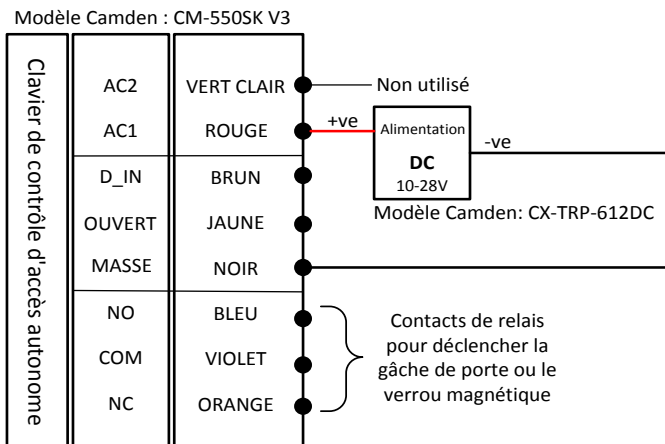 Modèle Camden : CM-550SK V3
Clavier de contrôle d'accès autonome
AC2 VERT CLAIR Non utilisé
AC1 ROUGE +ve Alimentation -ve
DC
10-28V
D_IN BRUN
Modèle Camden: CX-TRP-612DC
OUVERT JAUNE
MASSE NOIR
NO BLEU
COM VIOLET
NC ORANGE
Contacts de relais
pour déclencher la
gâche de porte ou le
verrou magnétique